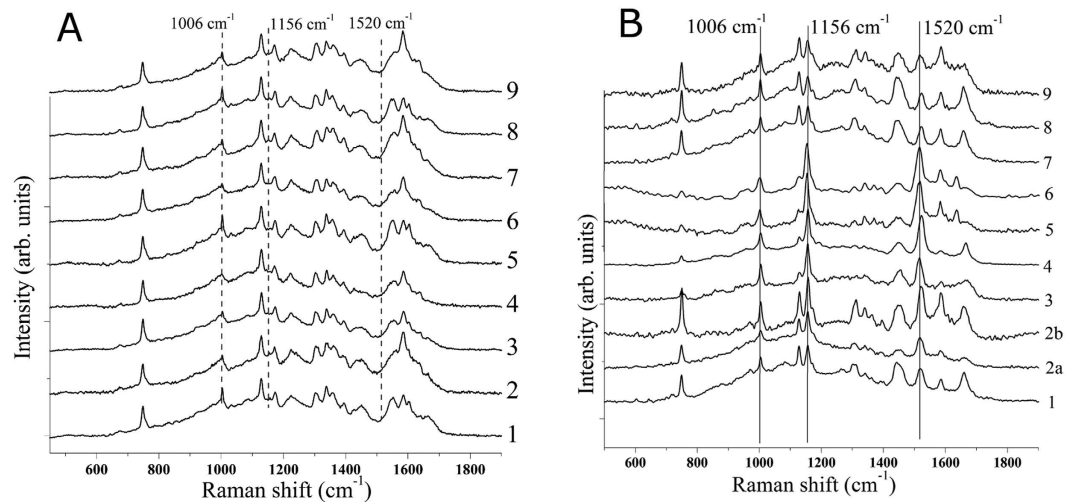 A
1006 cm⁻¹ 1156 cm⁻¹ 1520 cm⁻¹
Intensity (arb. units)
9
8
7
6
5
4
3
2
1
600 800 1000 1200 1400 1600 1800
Raman shift (cm⁻¹)
B
1006 cm⁻¹ 1156 cm⁻¹ 1520 cm⁻¹
Intensity (arb. units)
9
8
7
6
5
4
3
2b
2a
1
600 800 1000 1200 1400 1600 1800
Raman shift (cm⁻¹)